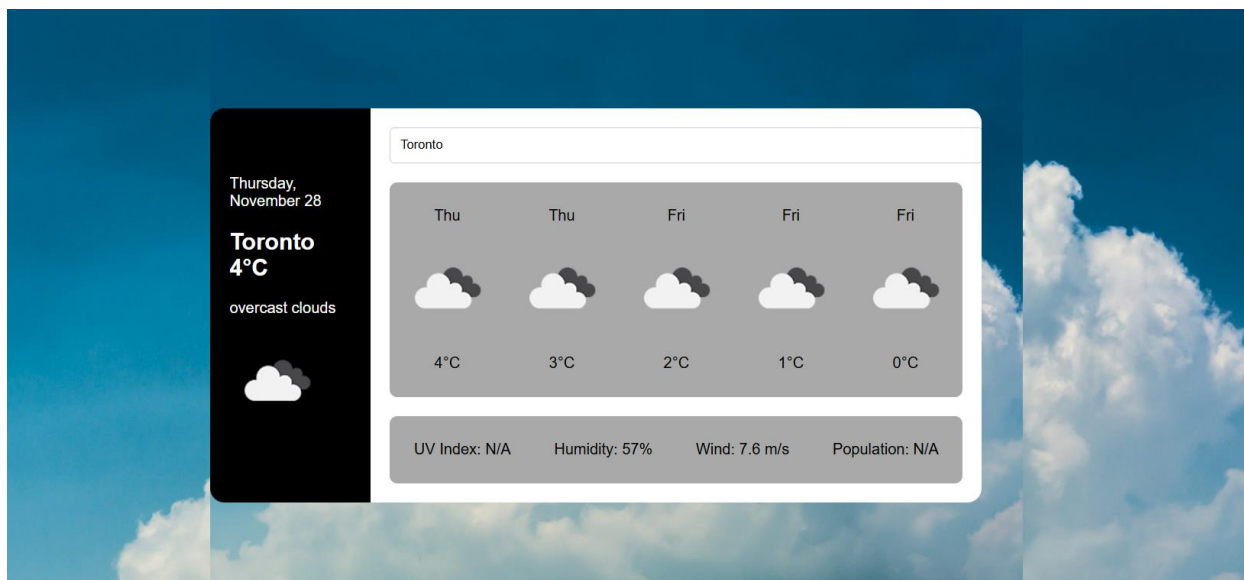 Toronto
Thursday,
November 28
Toronto
4°C
overcast clouds
Thu Thu Fri Fri Fri
4°C 3°C 2°C 1°C 0°C
UV Index: N/A Humidity: 57% Wind: 7.6 m/s Population: N/A